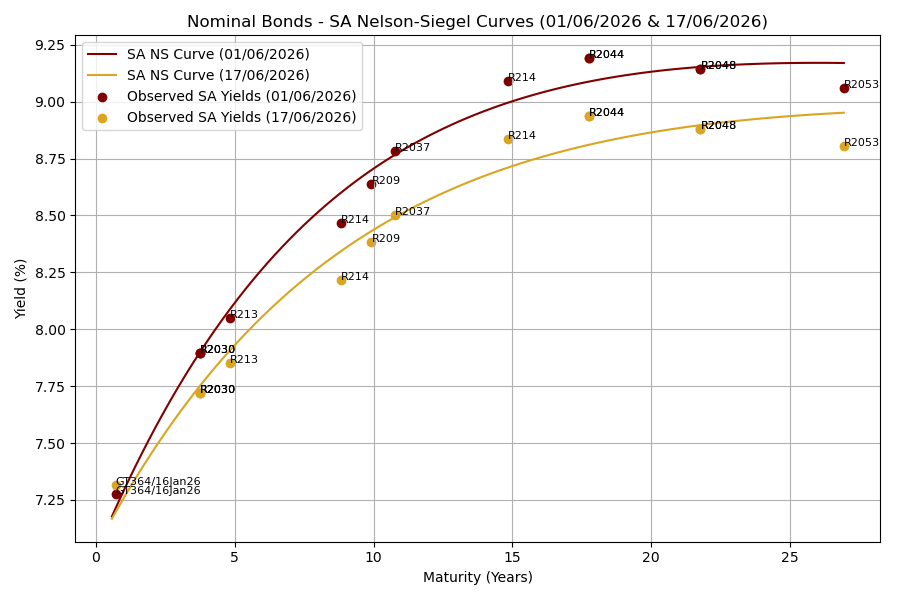 Nominal Bonds - SA Nelson-Siegel Curves (01/06/2026 & 17/06/2026)
SA NS Curve (01/06/2026)
SA NS Curve (17/06/2026)
Observed SA Yields (01/06/2026)
Observed SA Yields (17/06/2026)
9.25
9.00
8.75
8.50
8.25
8.00
7.75
7.50
7.25
Yield (%)
R2044
R2048
R214
R2053
R2044
R2048
R214
R2053
R2037
R209
R214
R2037
R209
R214
R213
R2030
R213
R2030
GT364/16Jan26
GT364/16Jan26
0
5
10
15
20
25
Maturity (Years)